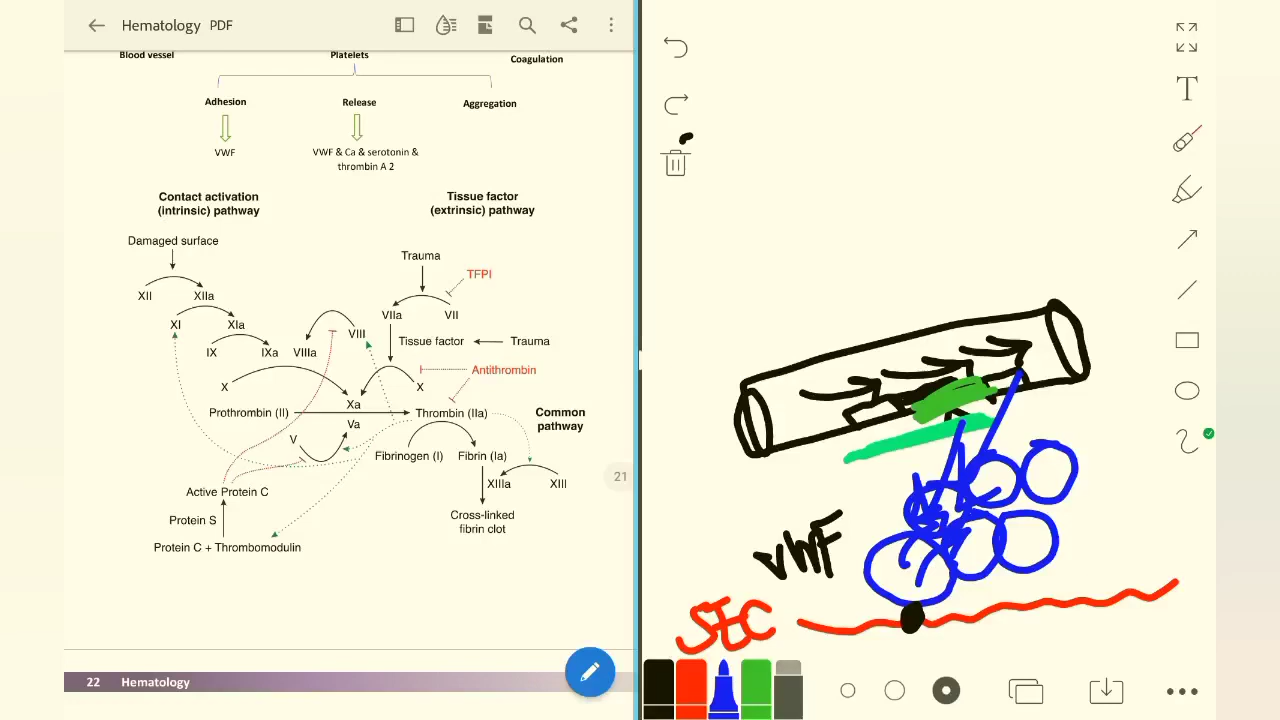 Hematology PDF
Blood vessel Platelets Coagulation
Adhesion Release Aggregation
VWF VWF & Ca & serotonin &
thrombin A 2
Contact activation
(intrinsic) pathway
Tissue factor
(extrinsic) pathway
Damaged surface
Trauma
TFPI
XII XIIa
VIIa VII
XI XIa VIII
Tissue factor Trauma
IX IXa VIIIa
Antithrombin
X X
Xa
Prothrombin (II) Thrombin (IIa) Common
pathway
Va
V
Fibrinogen (I) Fibrin (Ia)
21
XIIIa XIII
Active Protein C
Cross-linked
fibrin clot
Protein S
Protein C + Thrombomodulin
22 Hematology
T
VWF
SEC